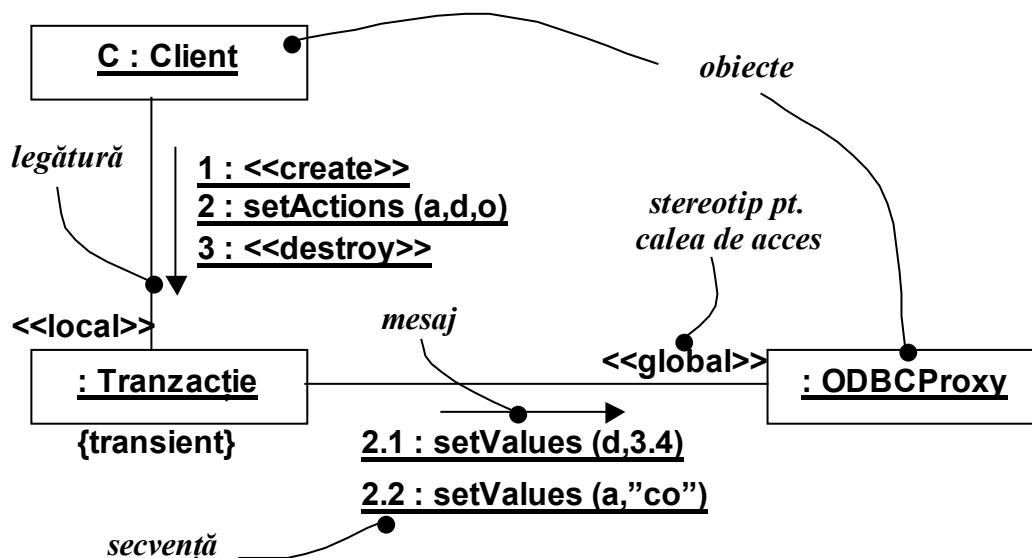 C : Client
obiecte
legătură
1 : <<create>>
2 : setActions (a,d,o)
3 : <<destroy>>
stereotip pt.
calea de acces
<<local>>
mesaj
<<global>>
: Tranzacție
: ODBCProxy
{transient}
2.1 : setValues (d,3.4)
2.2 : setValues (a,”co”)
secvență